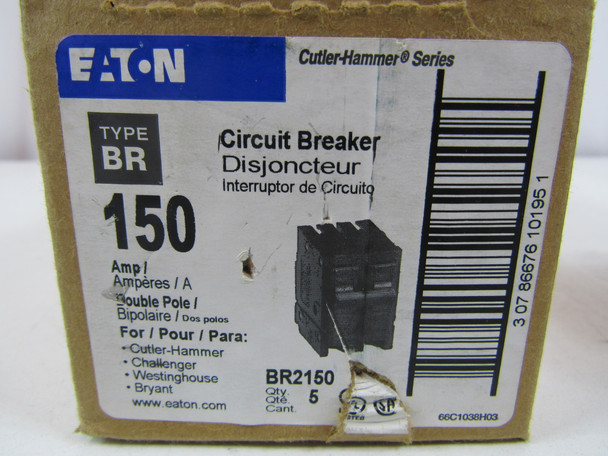 EATON
Cutler-Hammer® Series
TYPE
BR
Circuit Breaker
Disjoncteur
Interruptor de Circuito
150
Amp /
Ampères / A
Double Pole /
Bipolaire / Dos polos
For / Pour / Para:
• Cutler-Hammer
• Challenger
• Westinghouse
• Bryant
www.eaton.com
BR2150
Qty.
Qté. 5
Cant.
3 07 86676 10195 1
66C1038H03